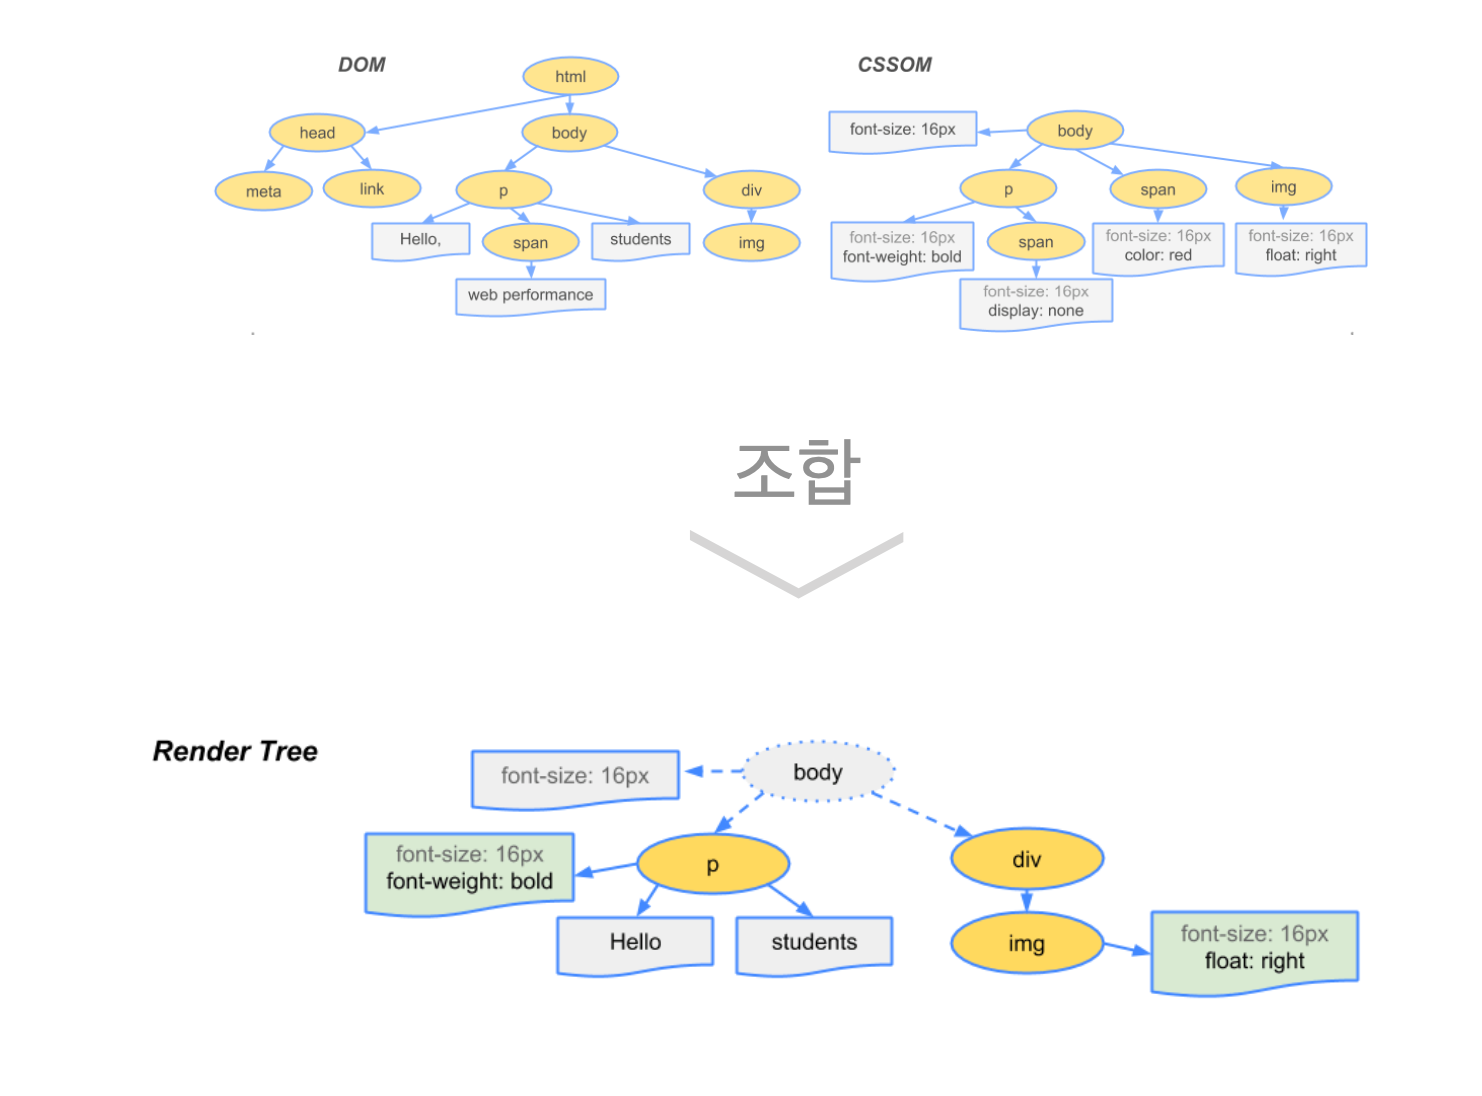 DOM
html
head
body
meta
link
p
div
Hello,
span
students
img
web performance
CSSOM
font-size: 16px
body
p
span
img
font-size: 16px
font-weight: bold
span
font-size: 16px
color: red
font-size: 16px
float: right
font-size: 16px
display: none
조합
Render Tree
font-size: 16px
body
font-size: 16px
font-weight: bold
p
div
Hello
students
img
font-size: 16px
float: right